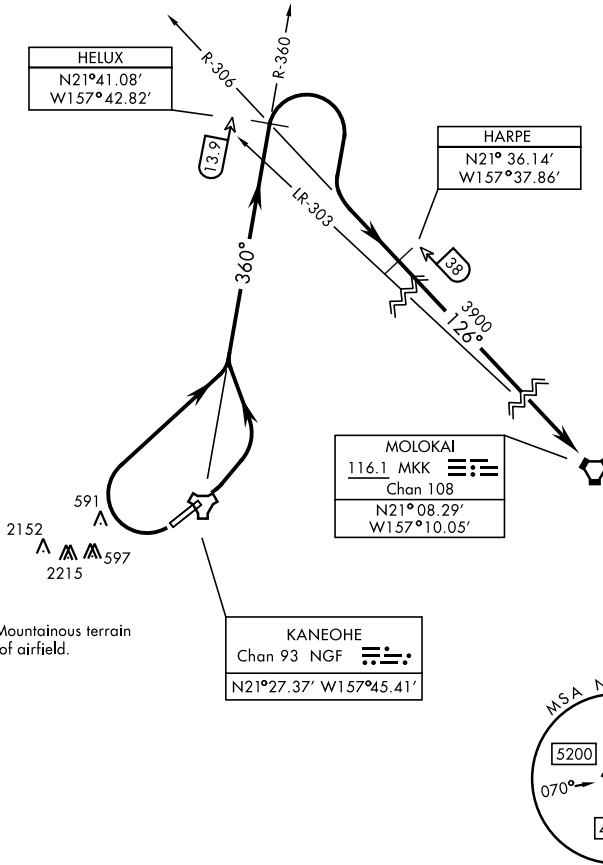 HELUX
N21°41.08′
W157°42.82′
R-306
R-360
13.9
HARPE
N21° 36.14′
W157°37.86′
LR-303
38
360°
3900
126°
MOLOKAI
116.1 MKK
Chan 108
N21°08.29′
W157°10.05′
591
2152
2215
597
Mountainous terrain
of airfield.
KANEOHE
Chan 93 NGF
N21°27.37′ W157°45.41′
MSA
5200
070°